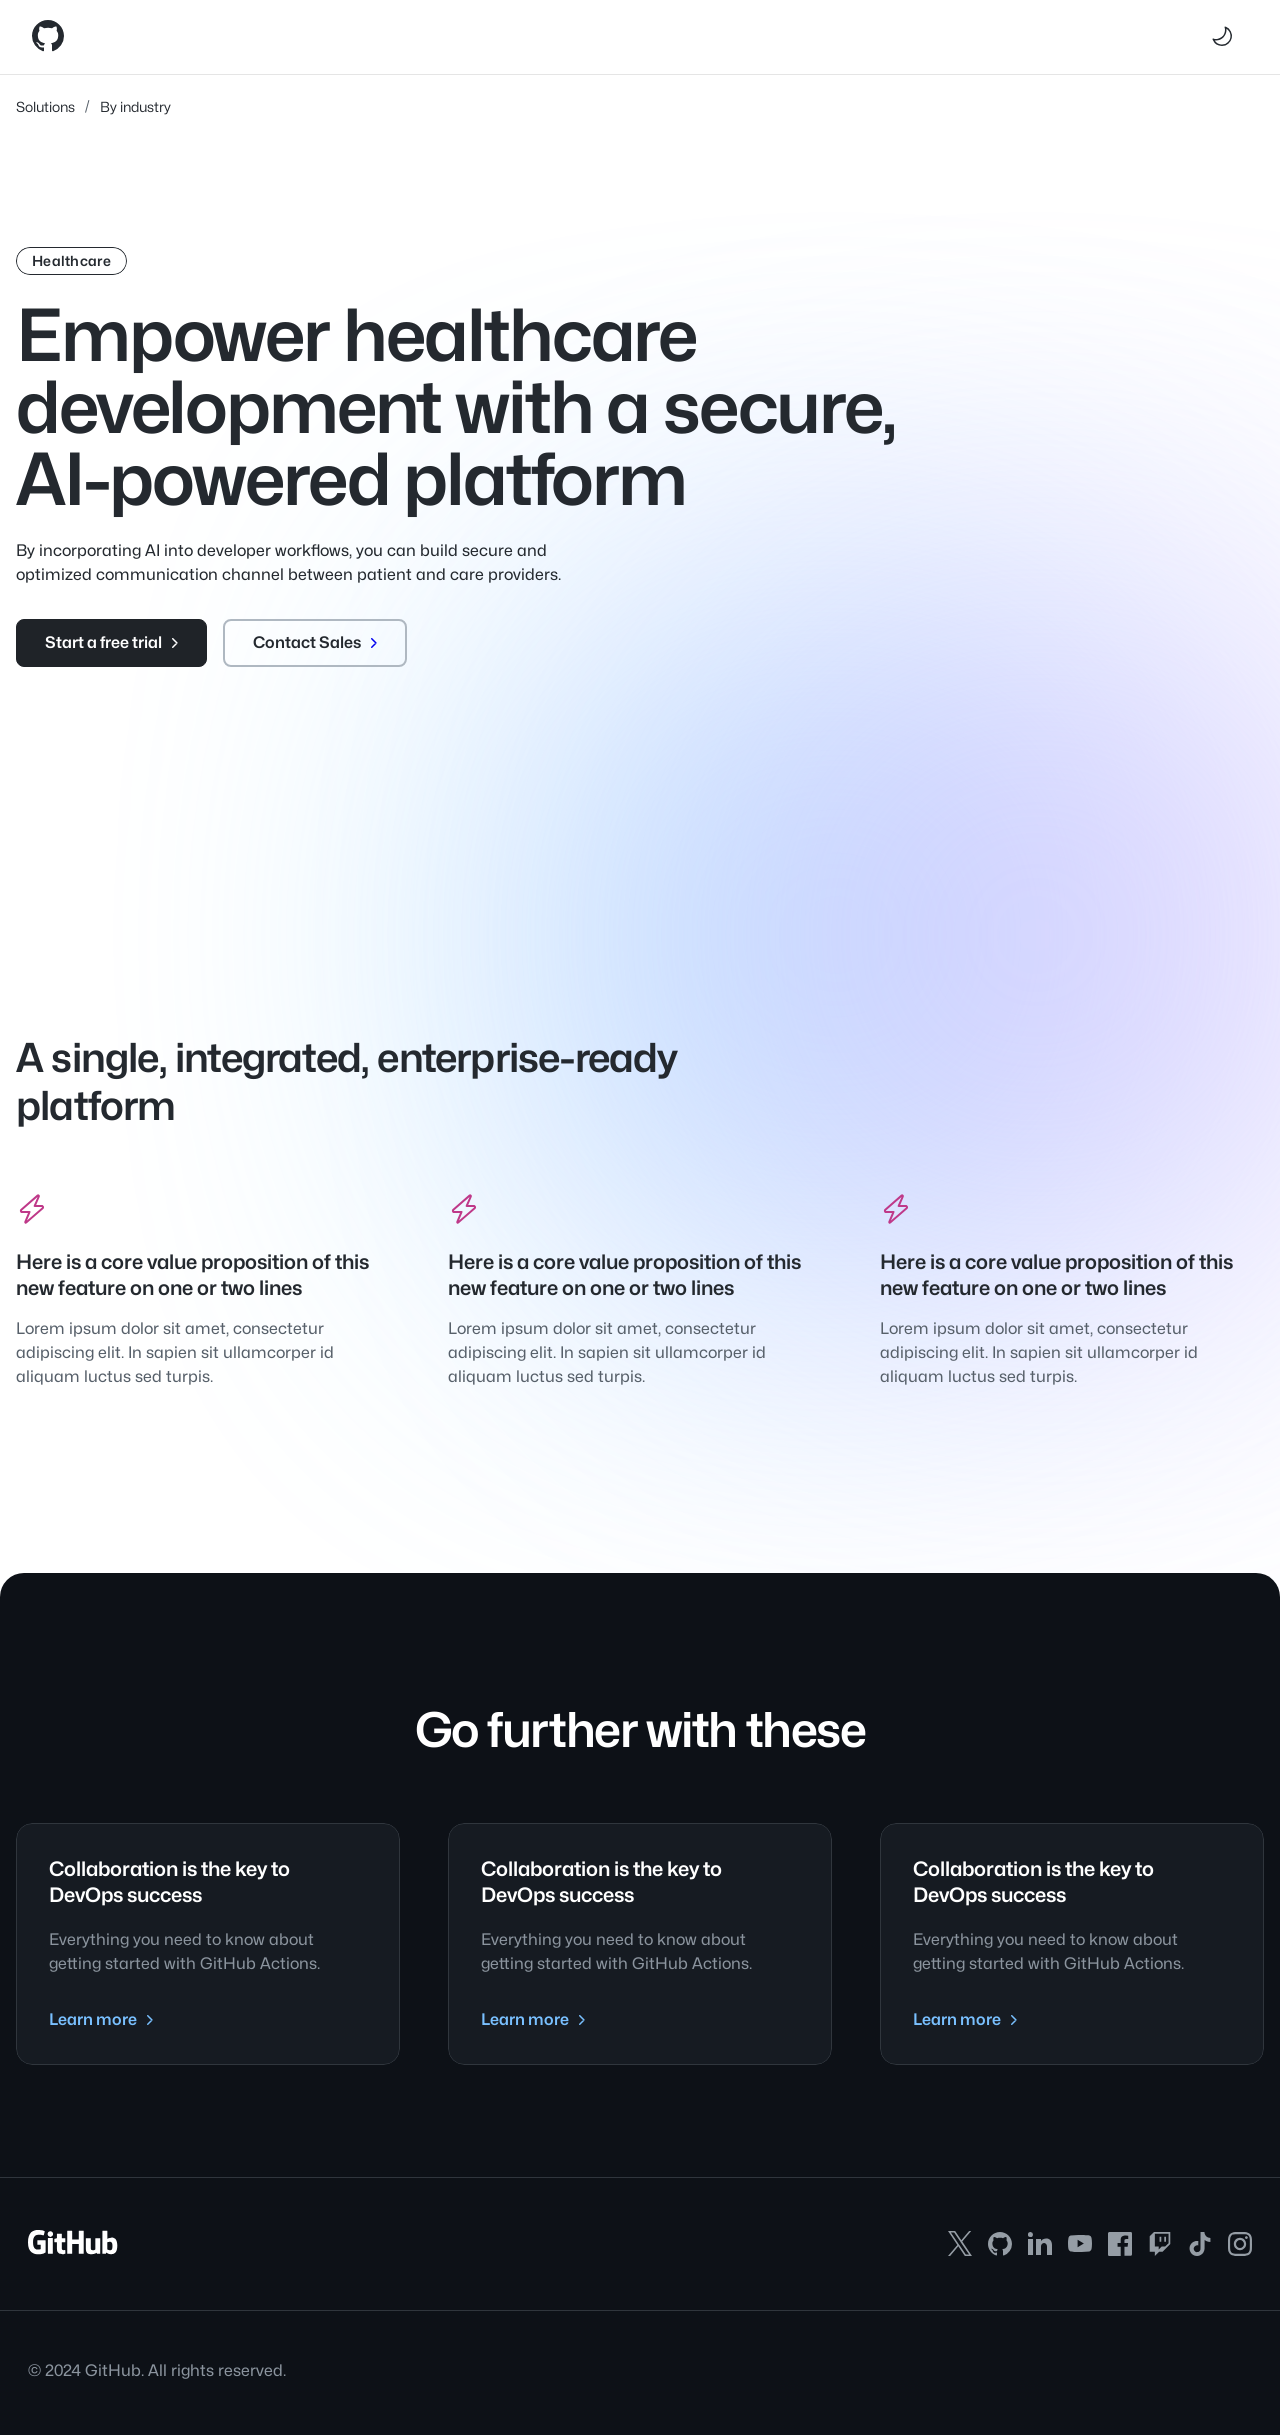 Solutions / By industry
Healthcare
Empower healthcare
development with a secure,
AI-powered platform
By incorporating AI into developer workflows, you can build secure and
optimized communication channel between patient and care providers.
Start a free trial
Contact Sales
A single, integrated, enterprise-ready
platform
Here is a core value proposition of this
new feature on one or two lines
Lorem ipsum dolor sit amet, consectetur
adipiscing elit. In sapien sit ullamcorper id
aliquam luctus sed turpis.
Here is a core value proposition of this
new feature on one or two lines
Lorem ipsum dolor sit amet, consectetur
adipiscing elit. In sapien sit ullamcorper id
aliquam luctus sed turpis.
Here is a core value proposition of this
new feature on one or two lines
Lorem ipsum dolor sit amet, consectetur
adipiscing elit. In sapien sit ullamcorper id
aliquam luctus sed turpis.
Go further with these
Collaboration is the key to
DevOps success
Everything you need to know about
getting started with GitHub Actions.
Learn more
Collaboration is the key to
DevOps success
Everything you need to know about
getting started with GitHub Actions.
Learn more
Collaboration is the key to
DevOps success
Everything you need to know about
getting started with GitHub Actions.
Learn more
GitHub
© 2024 GitHub. All rights reserved.